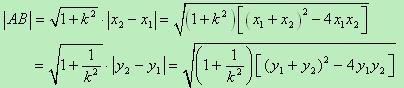 |AB| = √(1+k²) · |x₂ − x₁| = √((1+k²)[(x₁+x₂)² − 4x₁x₂])
= √(1+1/k²) · |y₂ − y₁| = √((1+1/k²)[(y₁+y₂)² − 4y₁y₂])